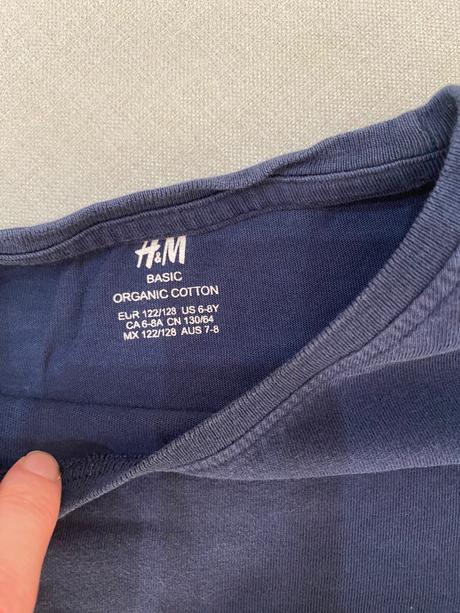 H&M
BASIC
ORGANIC COTTON
EUR 122/128 US 6-8Y
CA 6-8A CN 130/64
MX 122/128 AUS 7-8